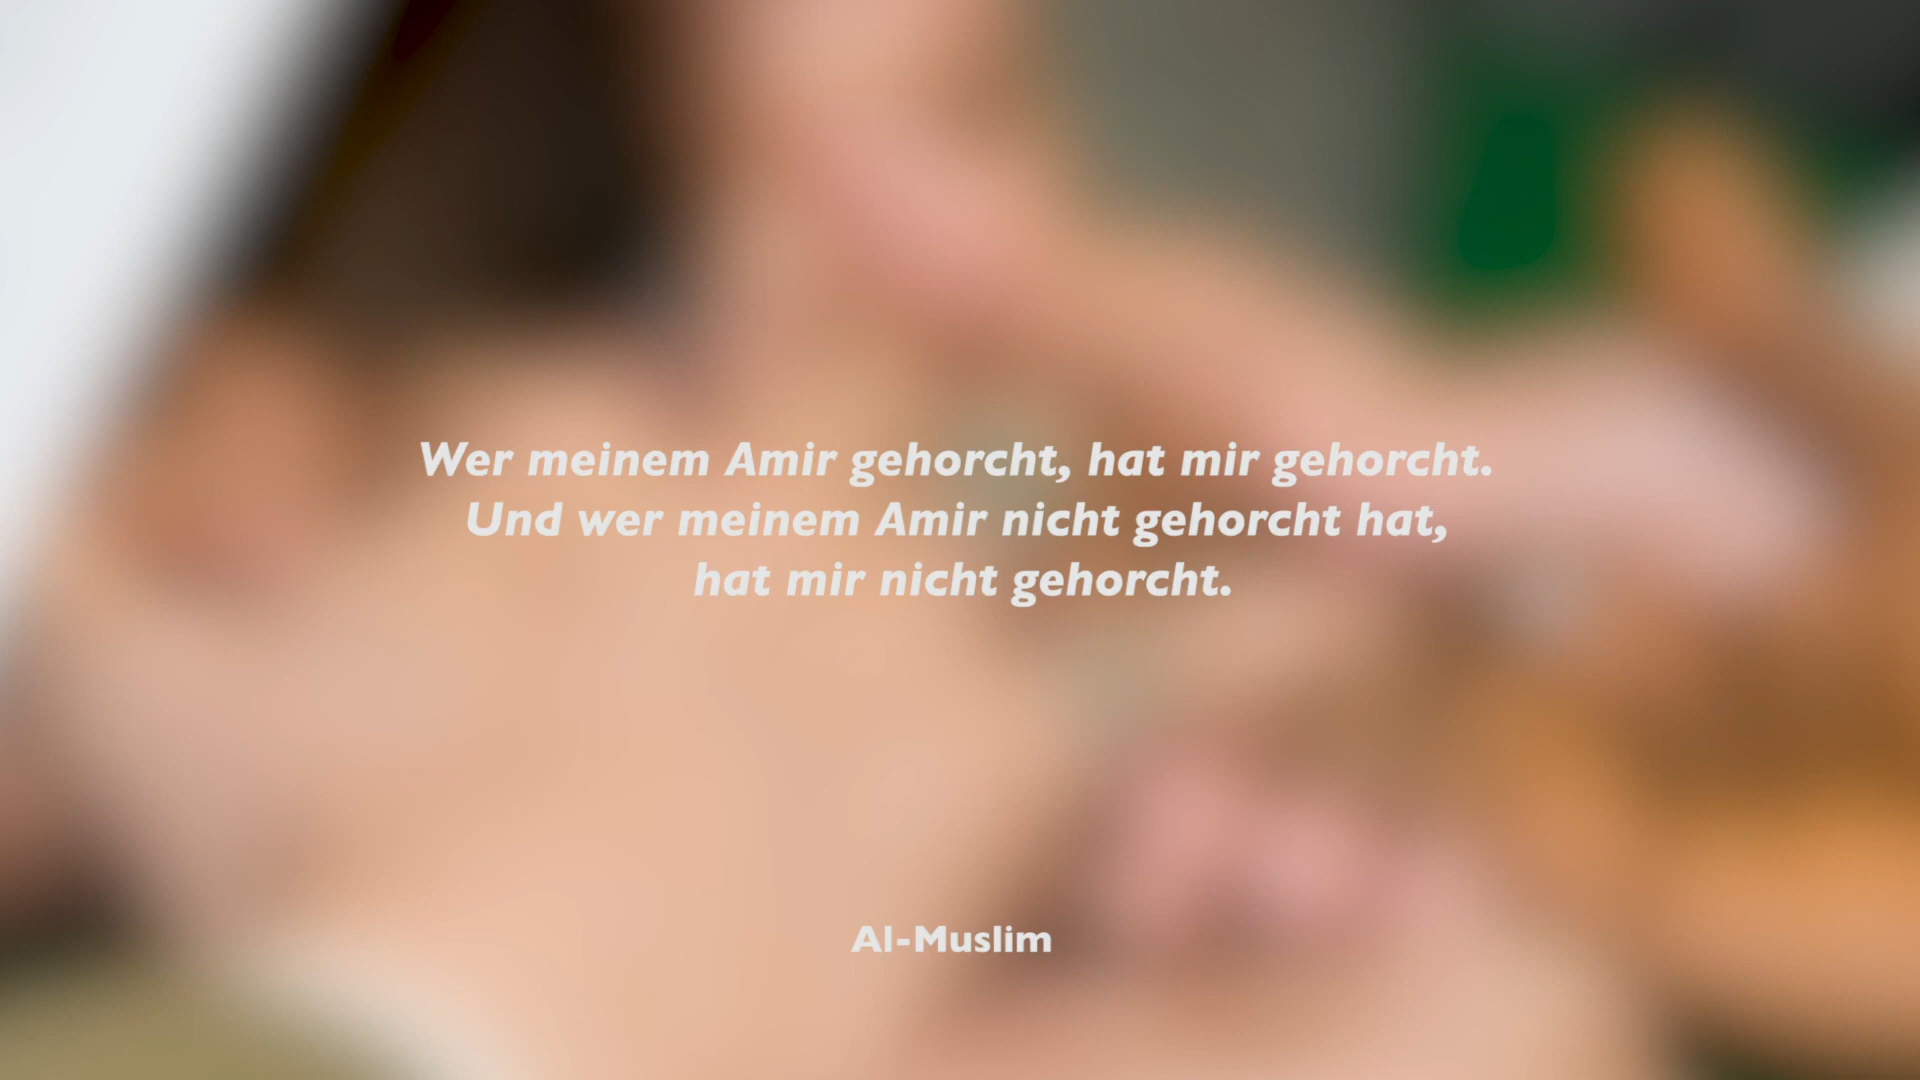 Wer meinem Amir gehorcht, hat mir gehorcht.
Und wer meinem Amir nicht gehorcht hat,
hat mir nicht gehorcht.
Al-Muslim